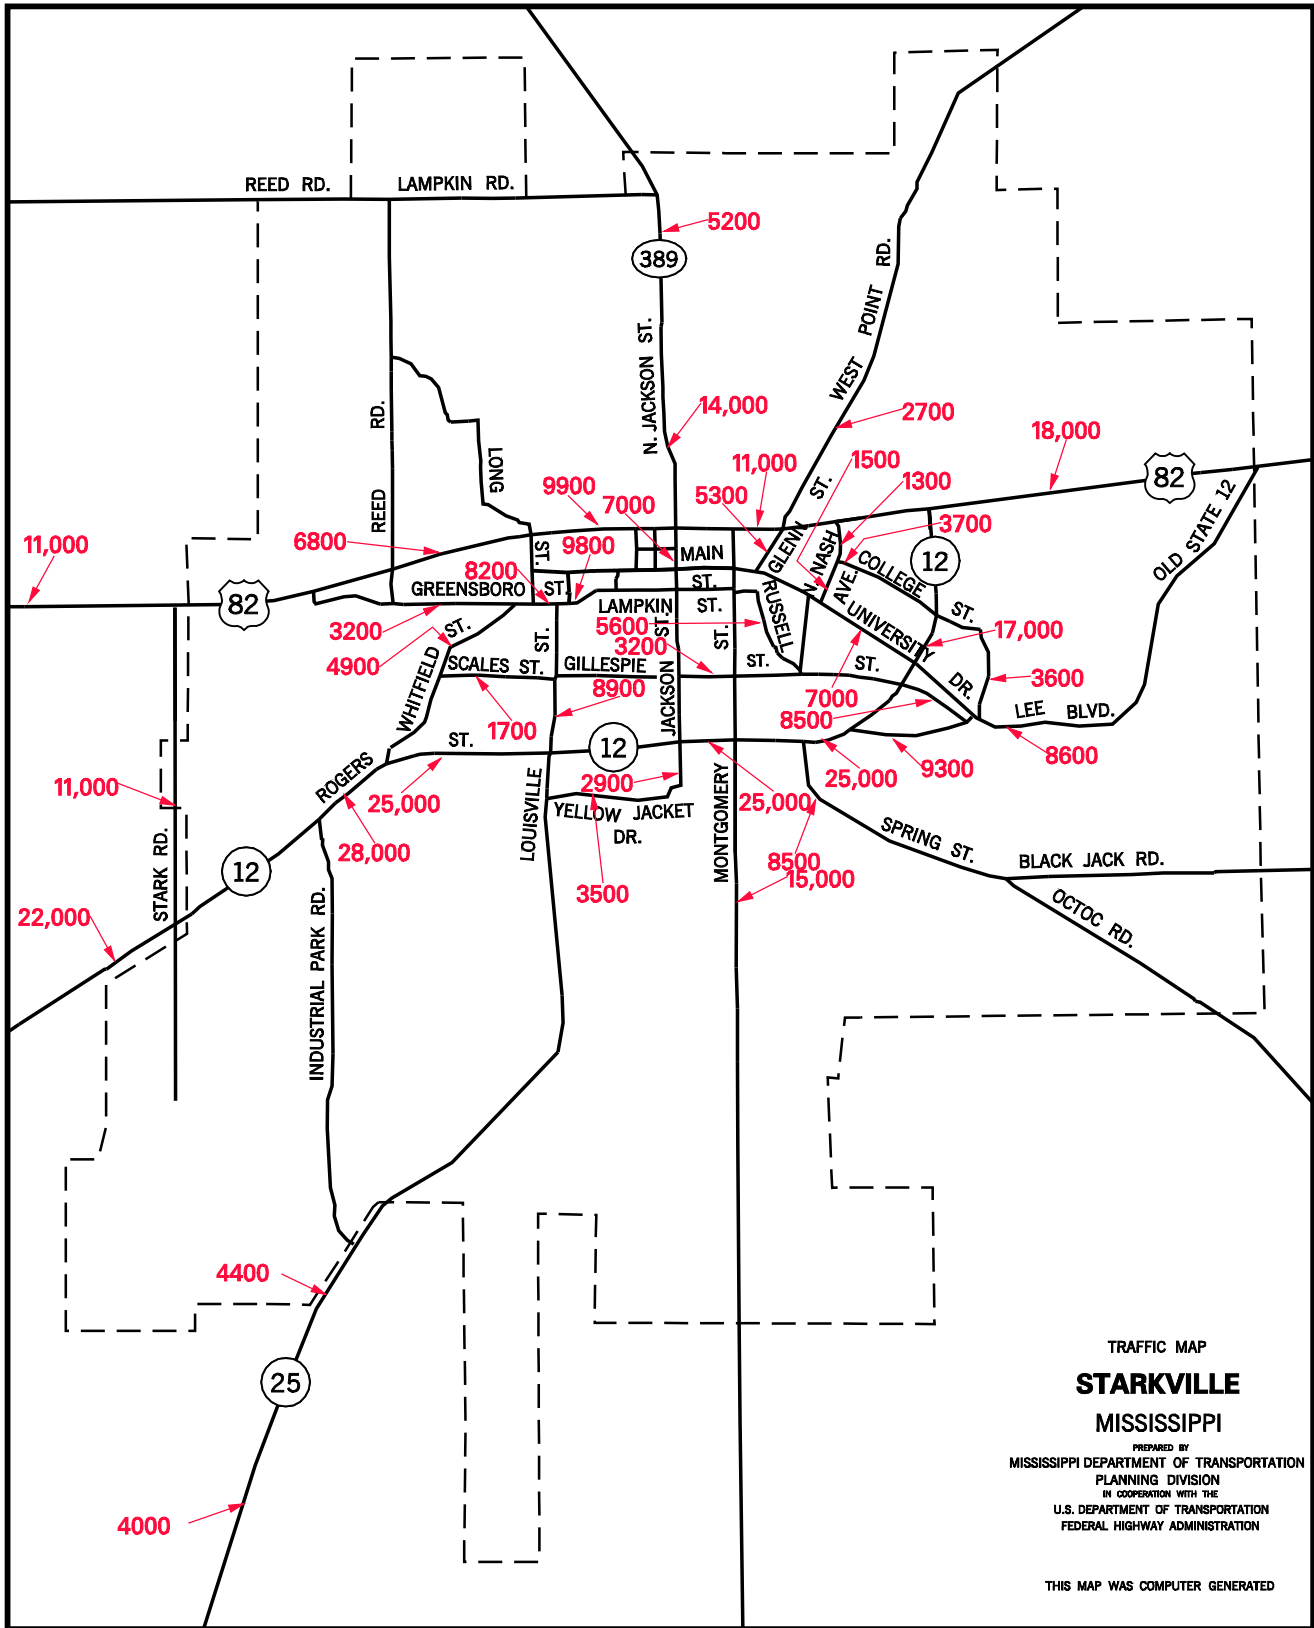 REED RD.
LAMPKIN RD.
5200
389
WEST POINT RD.
N. JACKSON ST.
14,000
2700
18,000
REED RD.
LONG ST.
9900
7000
11,000
5300
1500
1300
3700
82
OLD STATE 12
11,000
6800
9800
8200
MAIN ST.
GLENN ST.
N NASH AVE.
COLLEGE ST.
12
82
GREENSBORO ST.
LAMPKIN ST.
RUSSELL
UNIVERSITY DR.
3200
4900
WHITFIELD ST.
5600
3200
17,000
SCALES ST.
GILLESPIE ST.
ST.
ST.
JACKSON ST.
8900
1700
7000
8500
3600
LEE BLVD.
8600
9300
ROGERS ST.
12
2900
25,000
25,000
25,000
11,000
28,000
LOUISVILLE
ST.
YELLOW JACKET
DR.
MONTGOMERY
ST.
8500
15,000
3500
SPRING ST.
BLACK JACK RD.
OCTOC RD.
12
STARK RD.
22,000
INDUSTRIAL PARK RD.
4400
25
4000
TRAFFIC MAP
STARKVILLE
MISSISSIPPI
PREPARED BY
MISSISSIPPI DEPARTMENT OF TRANSPORTATION
PLANNING DIVISION
IN COOPERATION WITH THE
U.S. DEPARTMENT OF TRANSPORTATION
FEDERAL HIGHWAY ADMINISTRATION
THIS MAP WAS COMPUTER GENERATED